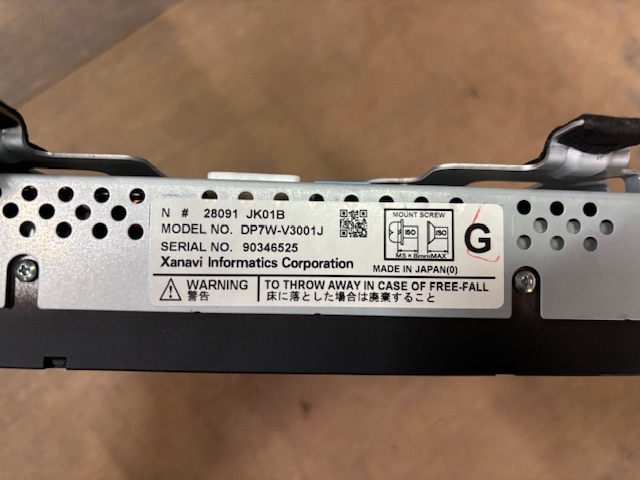 N # 28091 JK01B
MODEL NO. DP7W-V3001J
SERIAL NO. 90346525
Xanavi Informatics Corporation
MOUNT SCREW
ISO ISO
M5×8mmMAX
MADE IN JAPAN(0)
G
WARNING
警告
TO THROW AWAY IN CASE OF FREE-FALL
床に落とした場合は廃棄すること